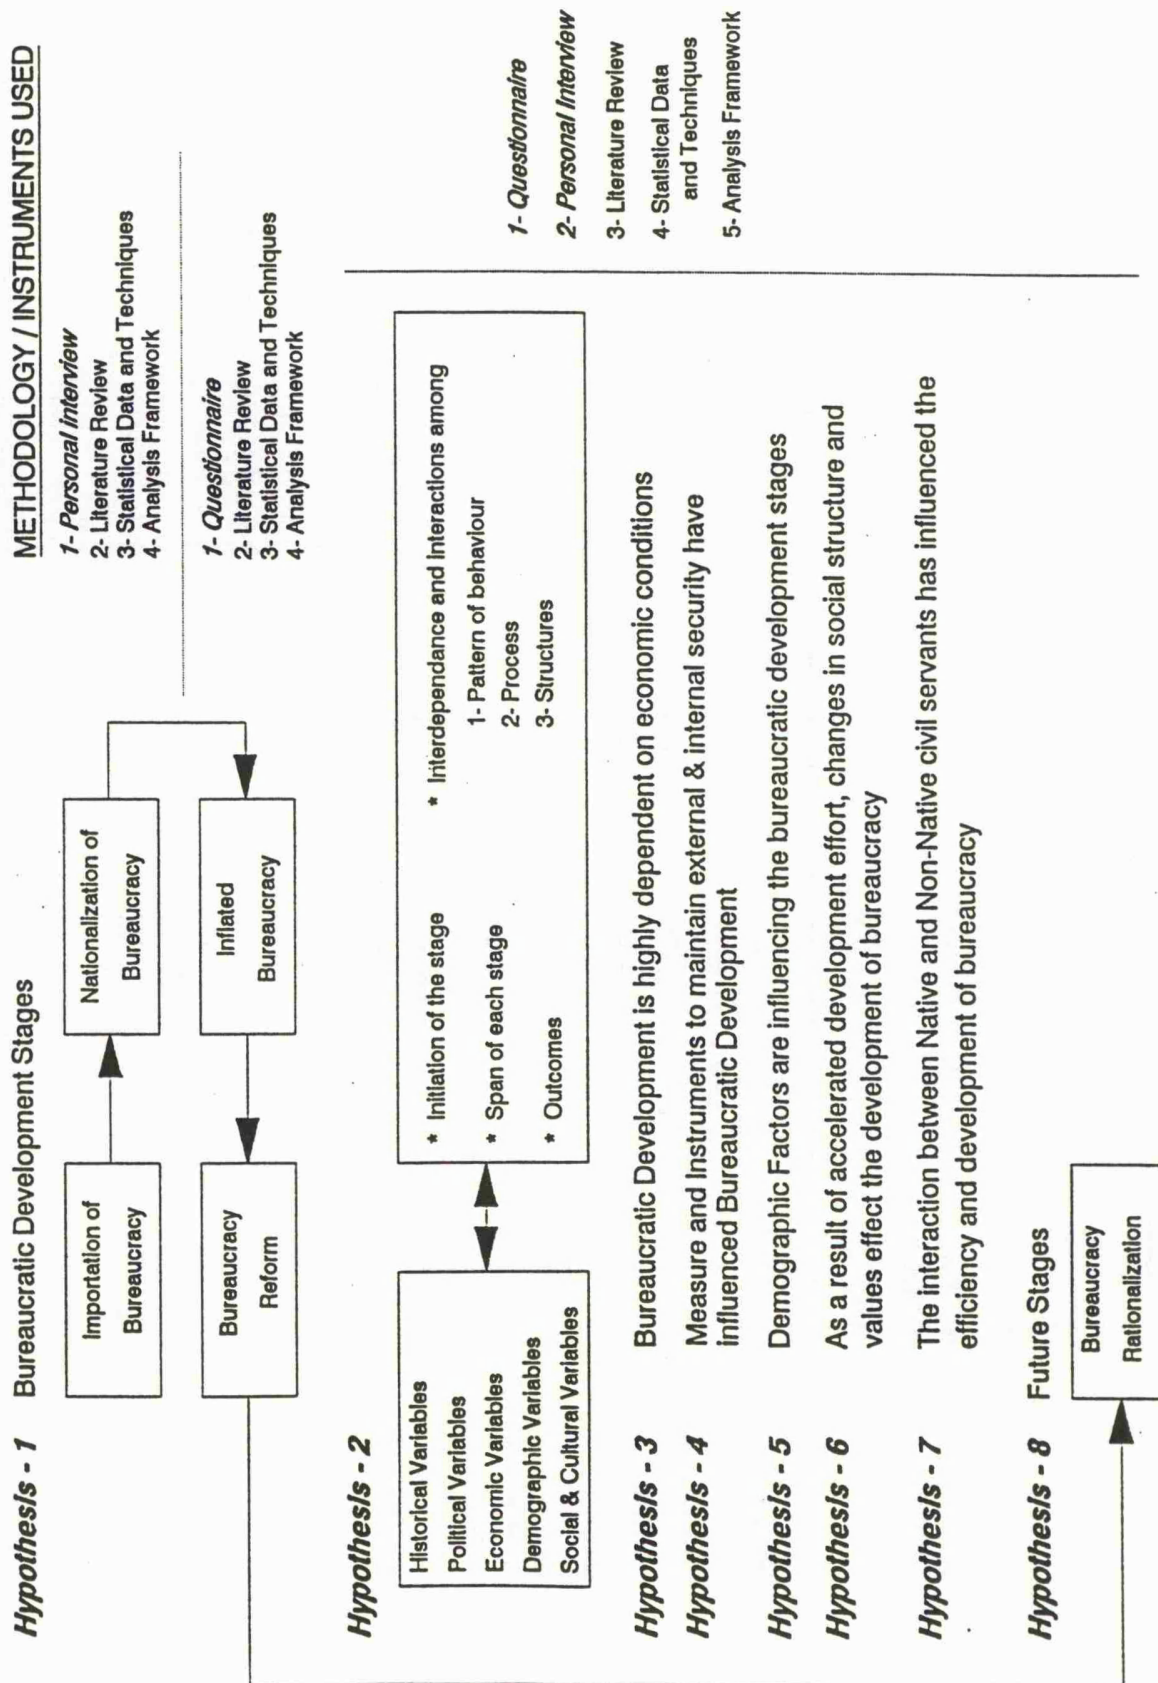 METHODOLOGY / INSTRUMENTS USED
Hypothesis - 1
Bureaucratic Development Stages
Importation of
Bureaucracy
Nationalization of
Bureaucracy
1- Personal interview
2- Literature Review
3- Statistical Data and Techniques
4- Analysis Framework
Bureaucracy
Reform
Inflated
Bureaucracy
1- Questionnaire
2- Literature Review
3- Statistical Data and Techniques
4- Analysis Framework
Hypothesis - 2
Historical Variables
Political Variables
Economic Variables
Demographic Variables
Social & Cultural Variables
* Initiation of the stage
* Span of each stage
* Outcomes
* Interdependance and Interactions among
1- Pattern of behaviour
2- Process
3- Structures
1- Questionnaire
2- Personal Interview
3- Literature Review
4- Statistical Data
and Techniques
5- Analysis Framework
Hypothesis - 3
Bureaucratic Development is highly dependent on economic conditions
Hypothesis - 4
Measure and Instruments to maintain external & internal security have
influenced Bureaucratic Development
Hypothesis - 5
Demographic Factors are influencing the bureaucratic development stages
Hypothesis - 6
As a result of accelerated development effort, changes in social structure and
values effect the development of bureaucracy
Hypothesis - 7
The interaction between Native and Non-Native civil servants has influenced the
efficiency and development of bureaucracy
Hypothesis - 8
Future Stages
Bureaucracy
Rationalization